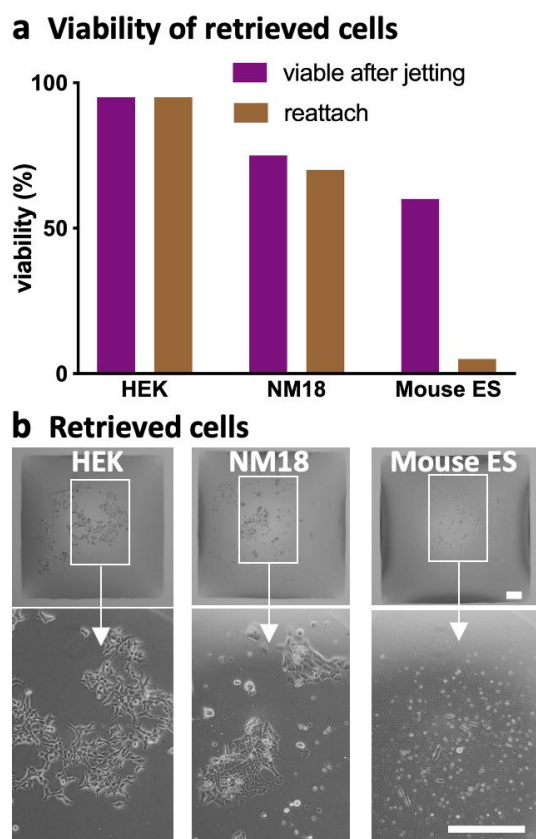 a Viability of retrieved cells
viable after jetting
reattach
100
50
0
viability (%)
HEK NM18 Mouse ES
b Retrieved cells
HEK NM18 Mouse ES